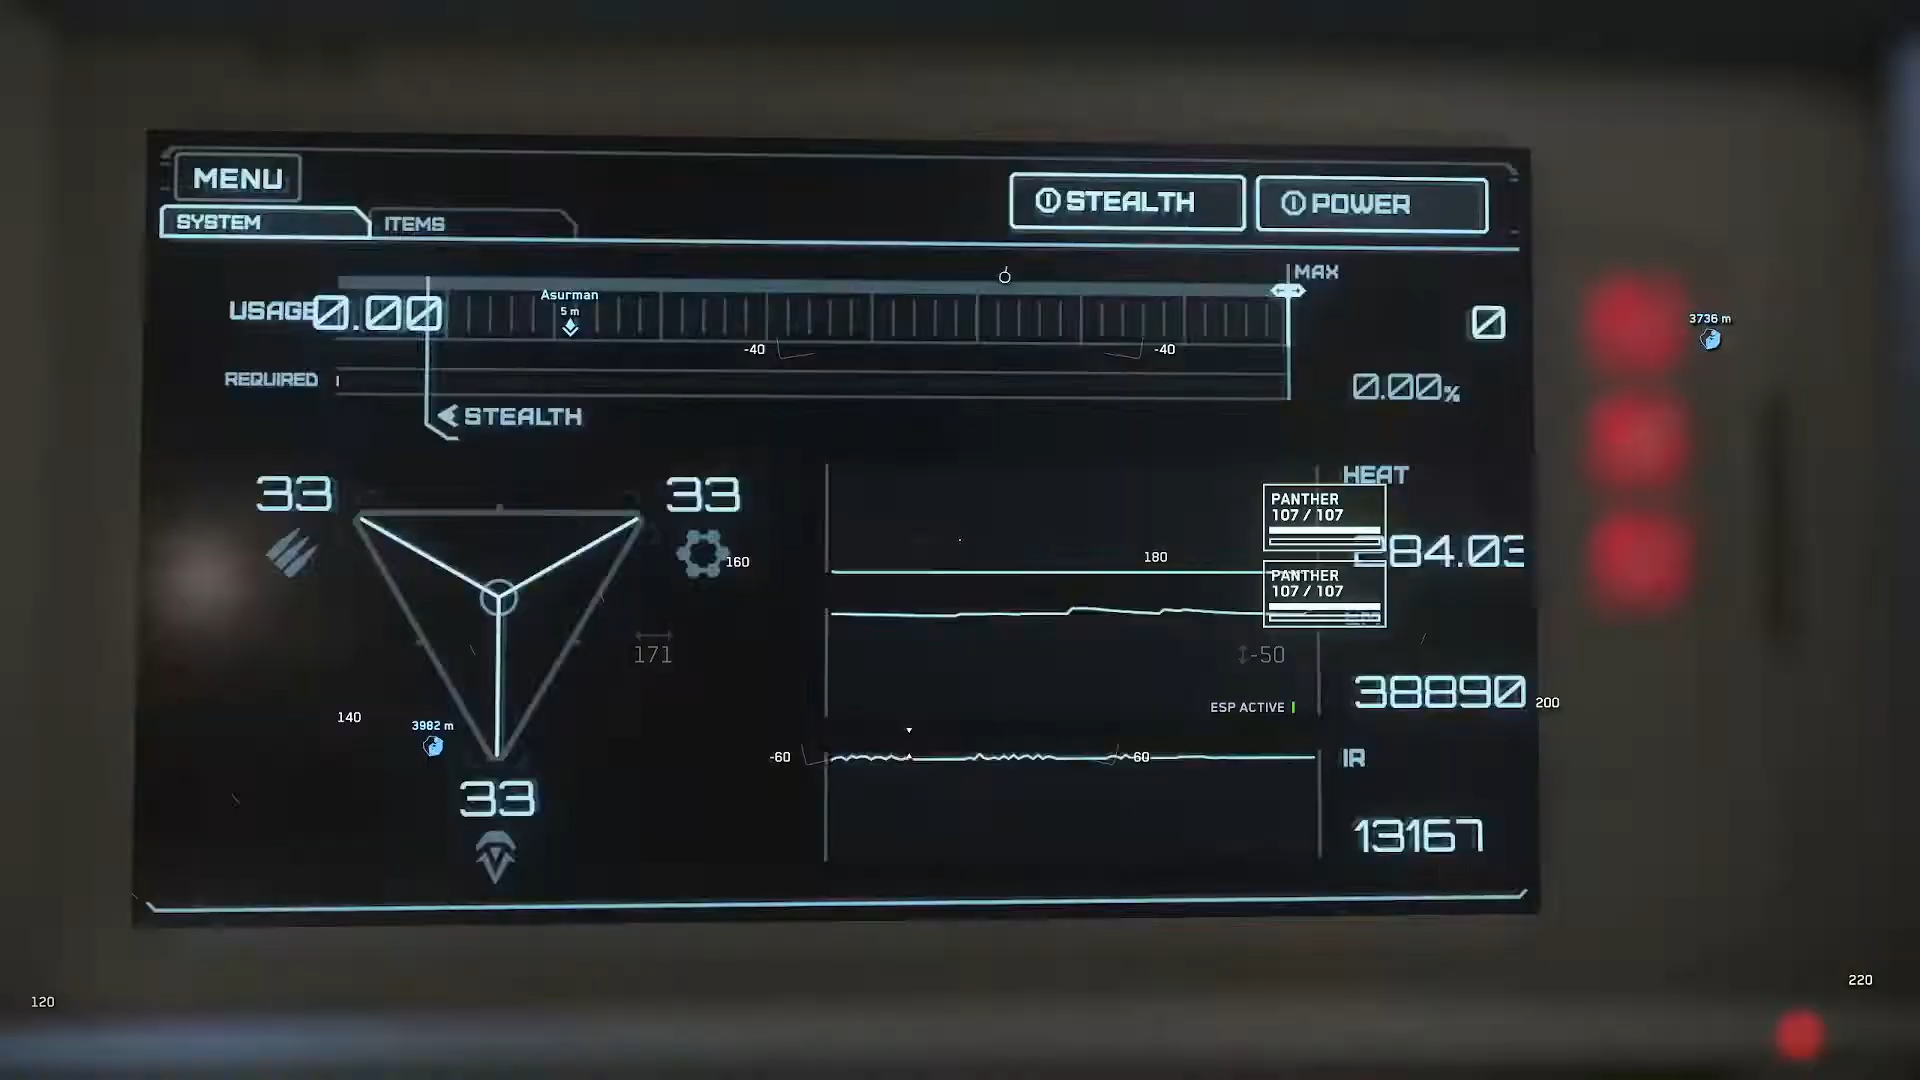 MENU
STEALTH
POWER
SYSTEM
ITEMS
MAX
USAGE
0.00
Asurman
5 m
0
3736 m
-40
-40
REQUIRED
0.00%
STEALTH
33
33
HEAT
PANTHER
107 / 107
284.03
160
180
PANTHER
107 / 107
171
-50
38890
200
ESP ACTIVE
140
3982 m
-60
-60
IR
33
13167
220
120